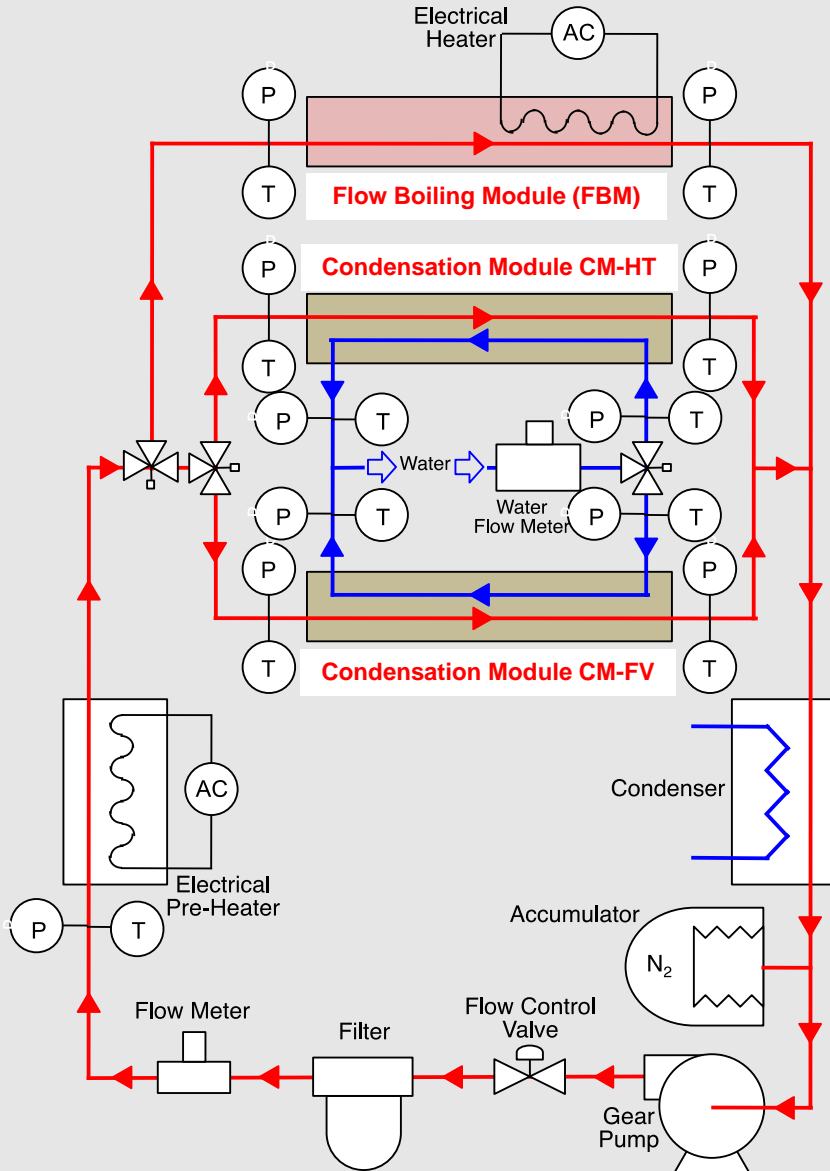 Electrical
Heater
AC
P
P
T
T
Flow Boiling Module (FBM)
P
Condensation Module CM-HT
P
T
T
P
T
P
T
Water
Water
Flow Meter
P
T
P
T
P
P
T
Condensation Module CM-FV
T
AC
Condenser
Electrical
Pre-Heater
P
T
Accumulator
N2
Flow Meter
Filter
Flow Control
Valve
Gear
Pump